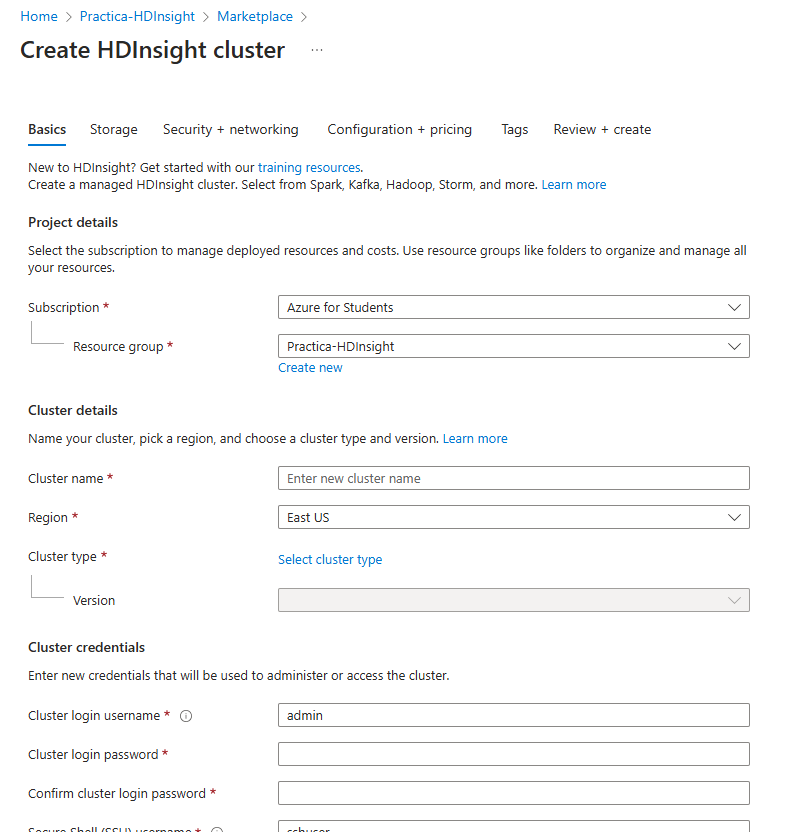 Home > Practica-HDInsight > Marketplace >
Create HDInsight cluster ...
Basics Storage Security + networking Configuration + pricing Tags Review + create
New to HDInsight? Get started with our training resources.
Create a managed HDInsight cluster. Select from Spark, Kafka, Hadoop, Storm, and more. Learn more
Project details
Select the subscription to manage deployed resources and costs. Use resource groups like folders to organize and manage all
your resources.
Subscription * Azure for Students
Resource group * Practica-HDInsight
Create new
Cluster details
Name your cluster, pick a region, and choose a cluster type and version. Learn more
Cluster name * Enter new cluster name
Region * East US
Cluster type * Select cluster type
Version
Cluster credentials
Enter new credentials that will be used to administer or access the cluster.
Cluster login username * admin
Cluster login password *
Confirm cluster login password *
Secure Shell (SSH) username * sshuser